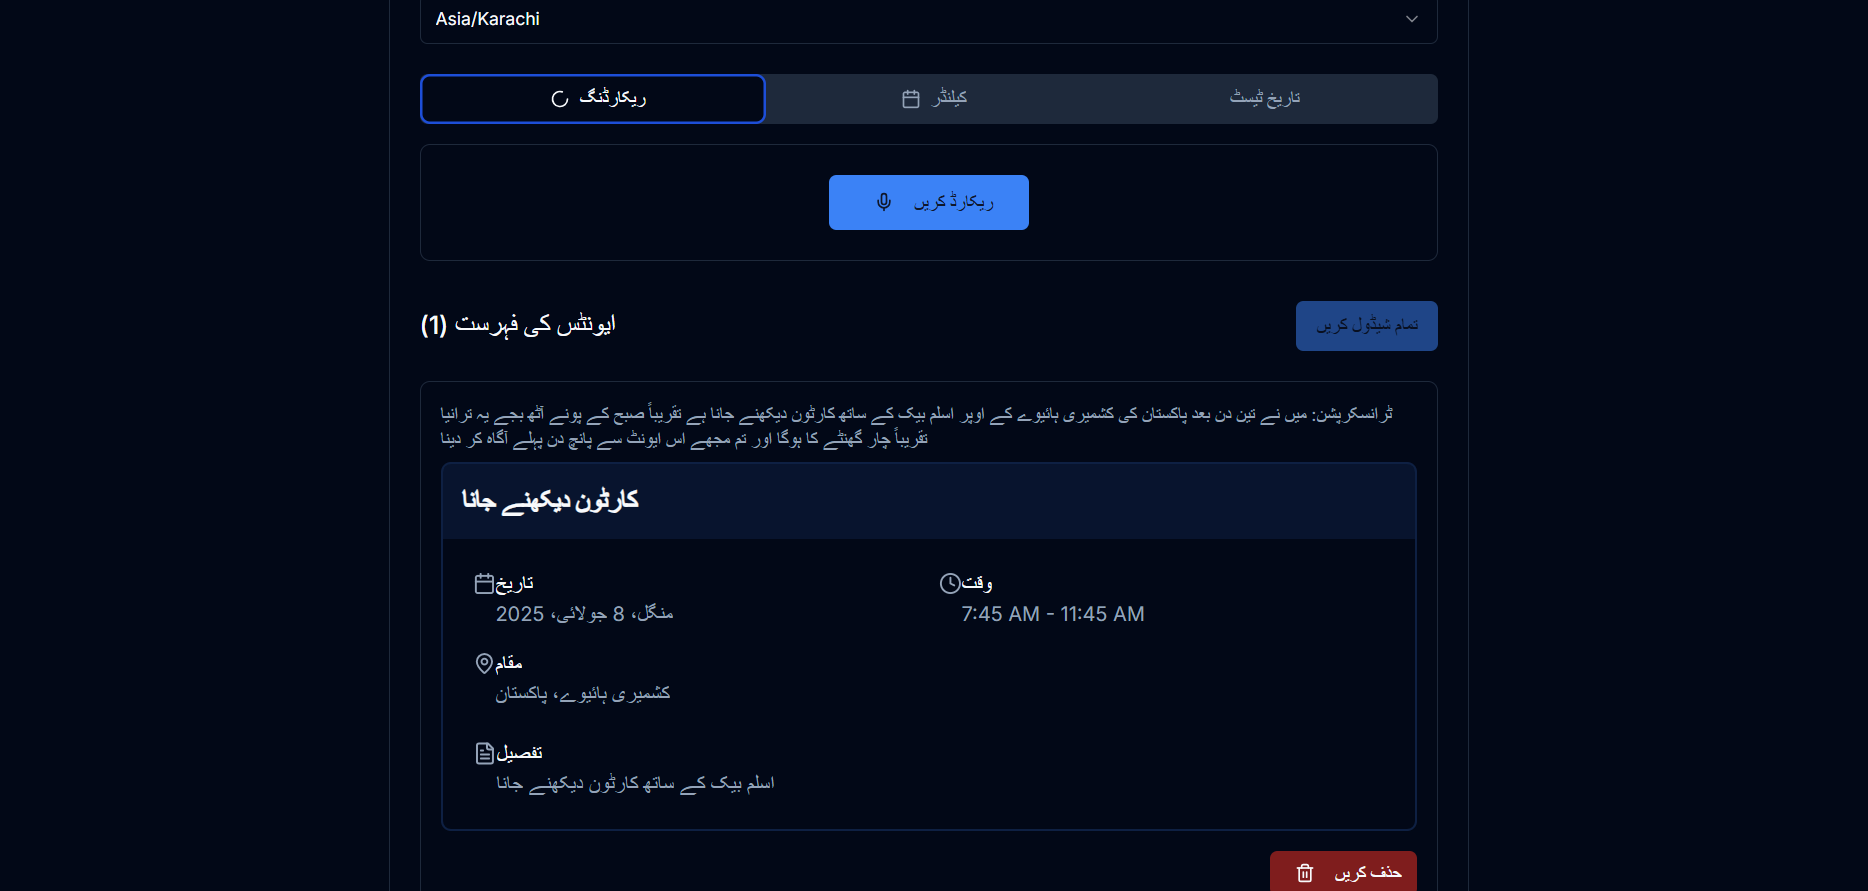 Asia/Karachi
ریکارڈنگ
کیلنڈر
تاریخ ٹیسٹ
ریکارڈ کریں
ایونٹس کی فہرست (1)
تمام شیڈول کریں
ٹرانسکرپشن: میں نے تین دن بعد پاکستان کی کشمیری ہائیوے کے اوپر اسلم بیک کے ساتھ کارٹون دیکھنے جانا ہے تقریباً صبح کے پونے آٹھ بجے یہ ترانیا
تقریباً چار گھنٹے کا ہوگا اور تم مجھے اس ایونٹ سے پانچ دن پہلے آگاہ کر دینا
کارٹون دیکھنے جانا
تاریخ
منگل، 8 جولائی، 2025
وقت
7:45 AM - 11:45 AM
مقام
کشمیری ہائیوے، پاکستان
تفصیل
اسلم بیک کے ساتھ کارٹون دیکھنے جانا
حذف کریں